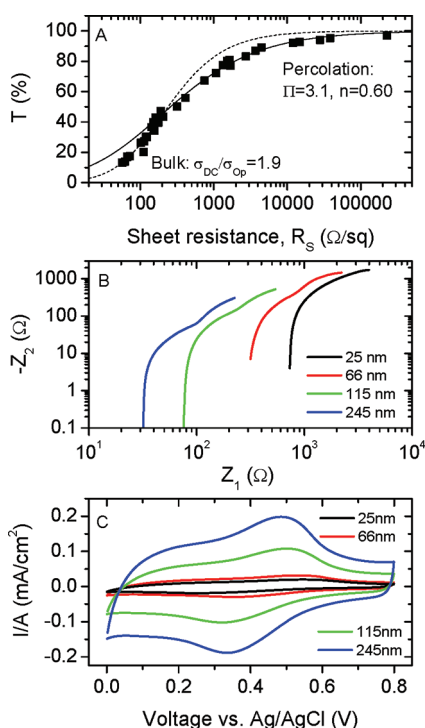 100
80
60
40
20
0
T (%)
A
Percolation:
Π=3.1, n=0.60
Bulk: σDC/σOp=1.9
100 1000 10000 100000
Sheet resistance, RS (Ω/sq)
B
1000
100
10
1
0.1
-Z2 (Ω)
25 nm
66 nm
115 nm
245 nm
10^1 10^2 10^3 10^4
Z1 (Ω)
C
0.2
0.1
0.0
-0.1
-0.2
I/A (mA/cm^2)
25nm
66nm
115nm
245nm
0.0 0.2 0.4 0.6 0.8
Voltage vs. Ag/AgCl (V)